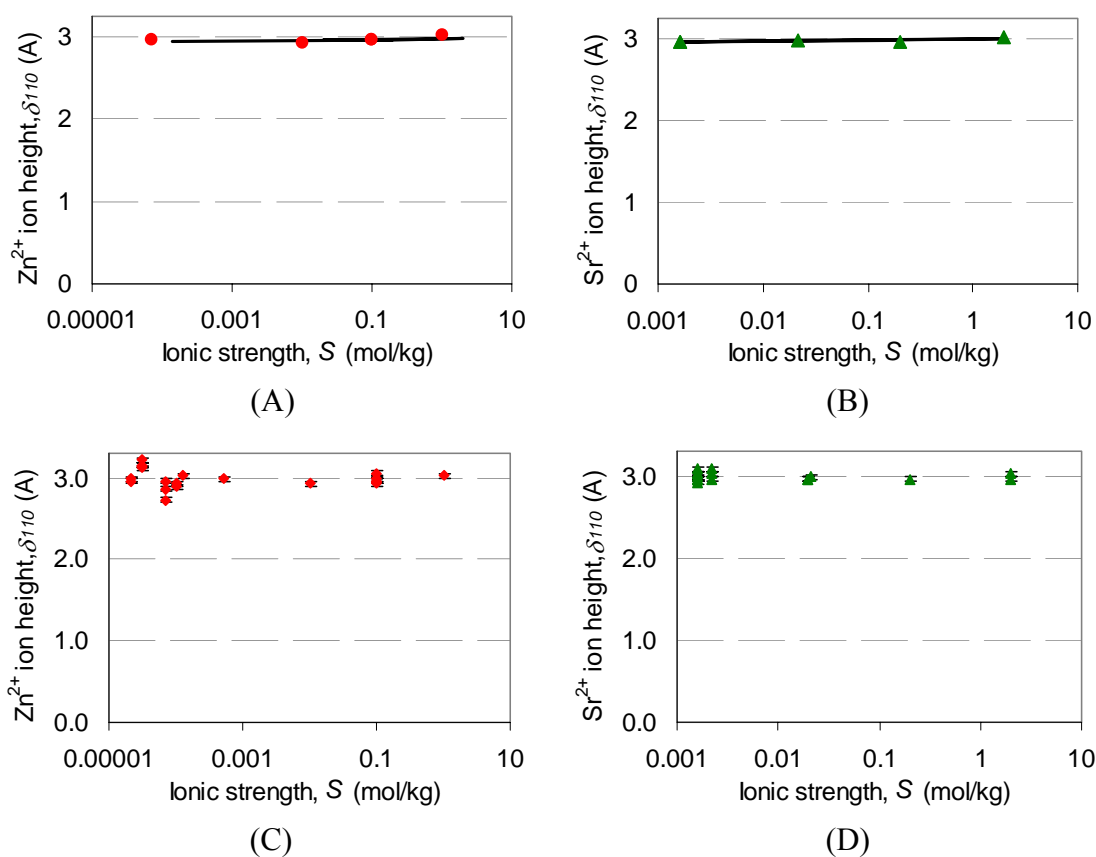 Zn2+ ion height,δ110 (A)
3
2
1
0
0.00001 0.001 0.1 10
Ionic strength, S (mol/kg)
(A)
Sr2+ ion height,δ110 (A)
3
2
1
0
0.001 0.01 0.1 1 10
Ionic strength, S (mol/kg)
(B)
Zn2+ ion height,δ110 (A)
3.0
2.0
1.0
0.0
0.00001 0.001 0.1 10
Ionic strength, S (mol/kg)
(C)
Sr2+ ion height,δ110 (A)
3.0
2.0
1.0
0.0
0.001 0.01 0.1 1 10
Ionic strength, S (mol/kg)
(D)